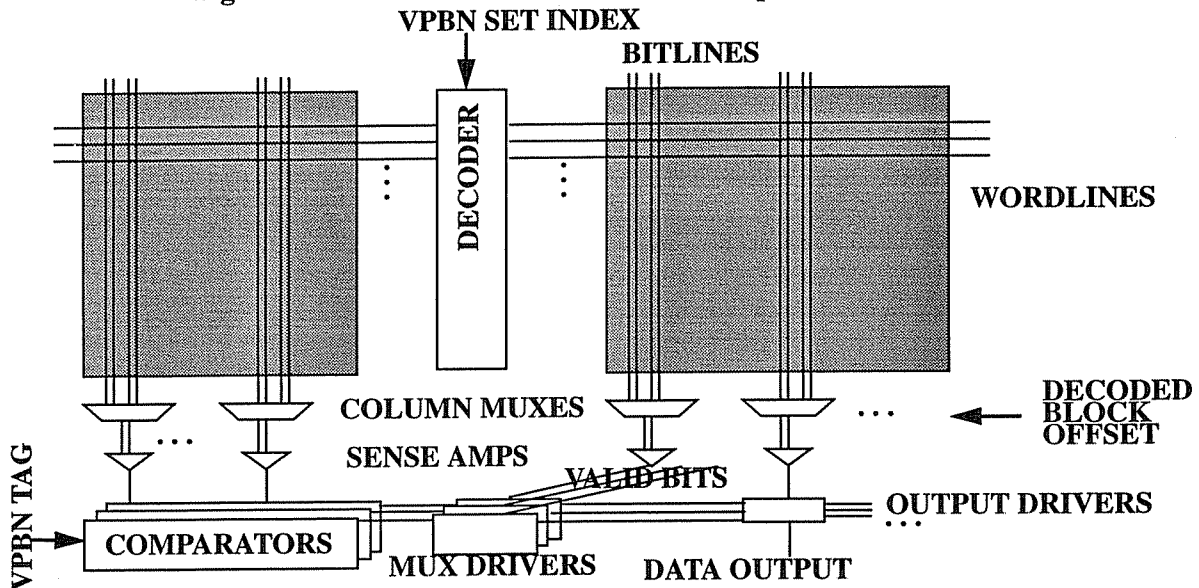 VPBN SET INDEX
BITLINES
DECODER
WORDLINES
COLUMN MUXES
DECODED
BLOCK
OFFSET
SENSE AMPS
VALID BITS
VPBN TAG
OUTPUT DRIVERS
COMPARATORS
MUX DRIVERS
DATA OUTPUT